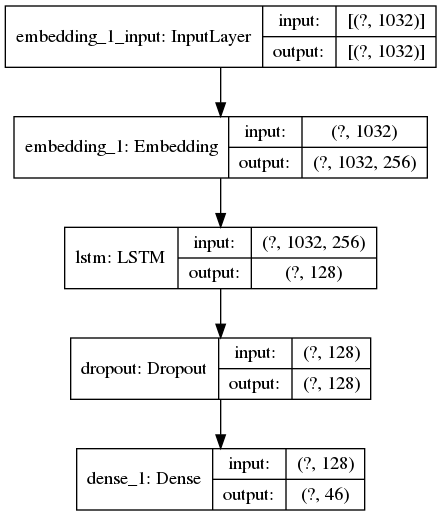 embedding_1_input: InputLayer
input: [(?, 1032)]
output: [(?, 1032)]
embedding_1: Embedding
input: (?, 1032)
output: (?, 1032, 256)
lstm: LSTM
input: (?, 1032, 256)
output: (?, 128)
dropout: Dropout
input: (?, 128)
output: (?, 128)
dense_1: Dense
input: (?, 128)
output: (?, 46)